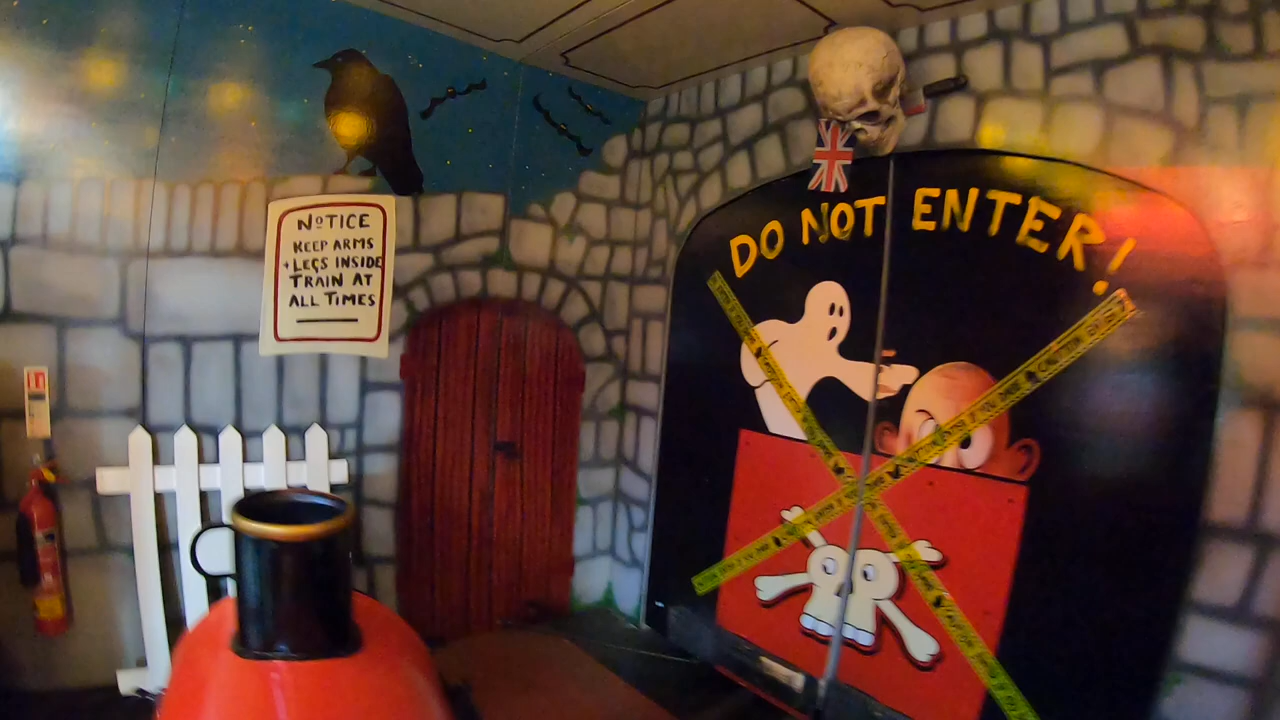 NOTICE
KEEP ARMS
+ LEGS INSIDE
TRAIN AT
ALL TIMES
DO NOT ENTER!